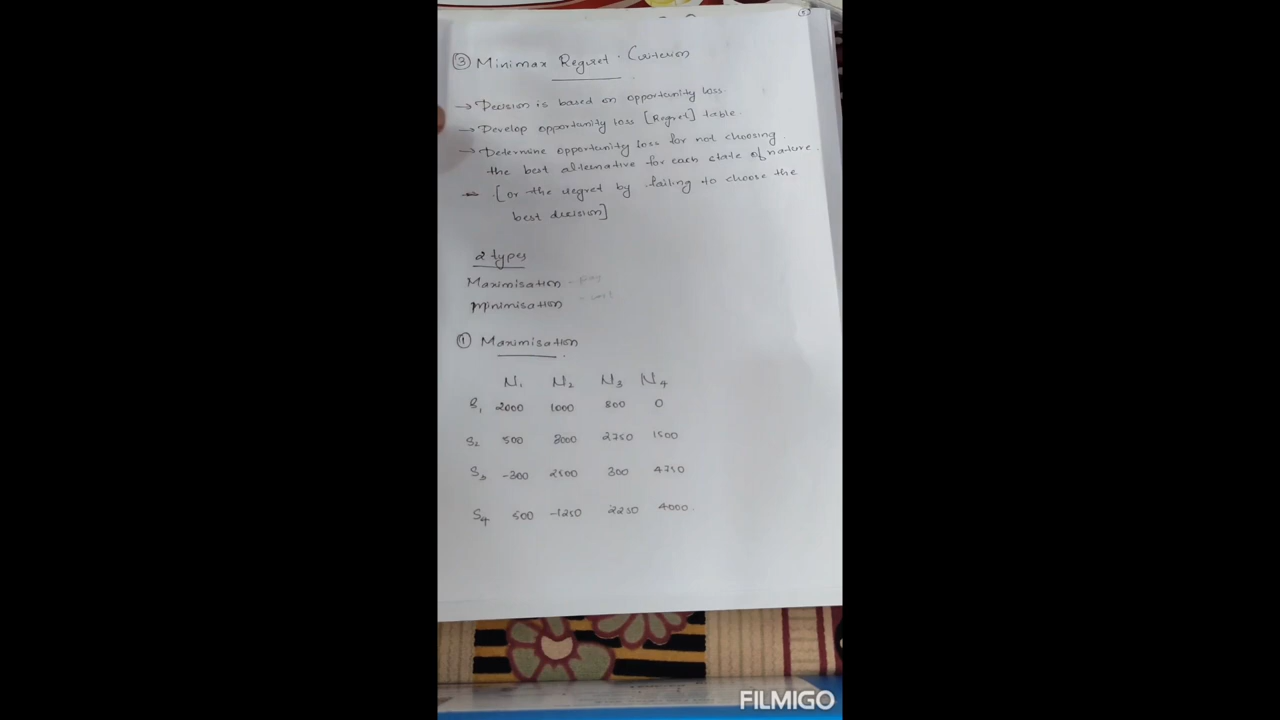 ③ Minimax Regret Criterion
→ Decision is based on opportunity loss.
→ Develop opportunity loss [Regret] table.
→ Determine opportunity loss for not choosing
the best alternative for each state of nature.
[or the regret by failing to choose the
best decision]
2 types
Maximisation
Minimisation
① Maximisation
N1 N2 N3 N4
S1 2000 1000 800 0
S2 500 3000 2750 1500
S3 -300 2500 300 4750
S4 500 -1250 2250 4000.
FILMIGO